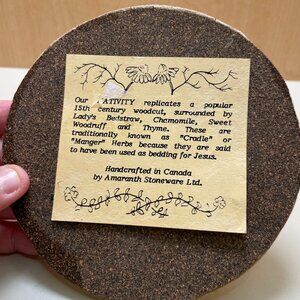 Our NATIVITY replicates a popular
15th century woodcut, surrounded by
Lady's Bedstraw, Chamomile, Sweet
Woodruff and Thyme. These are
traditionally known as "Cradle" or
"Manger" Herbs because they are said
to have been used as bedding for Jesus.
Handcrafted in Canada
by Amaranth Stoneware Ltd.